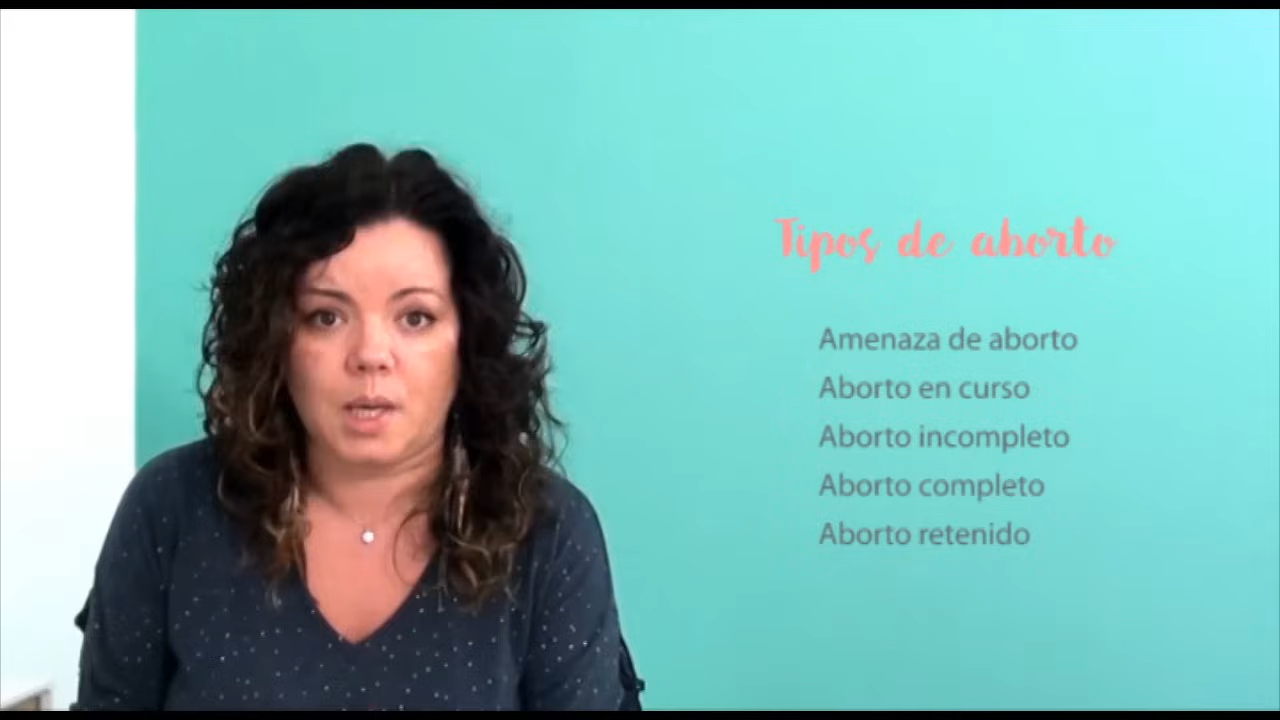 Tipos de aborto
Amenaza de aborto
Aborto en curso
Aborto incompleto
Aborto completo
Aborto retenido